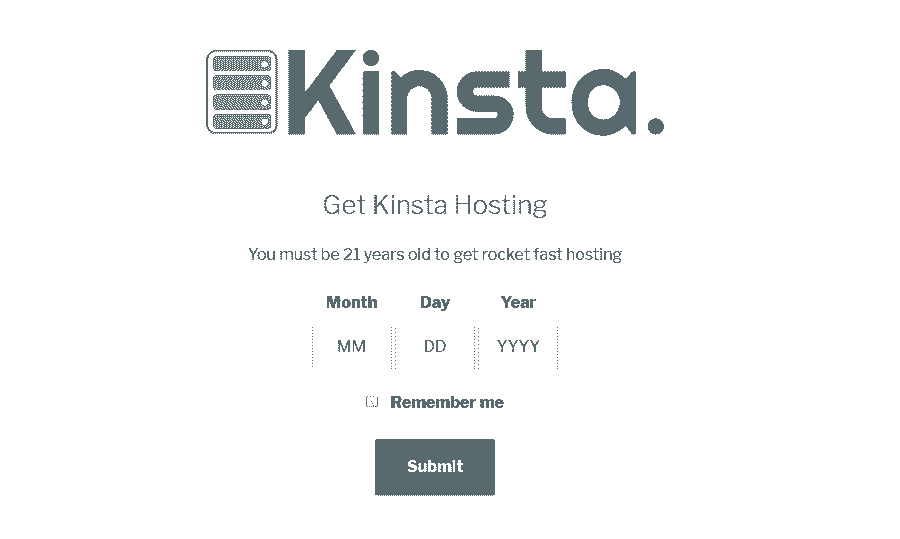 Kinsta.
Get Kinsta Hosting
You must be 21 years old to get rocket fast hosting
Month Day Year
MM DD YYYY
Remember me
Submit